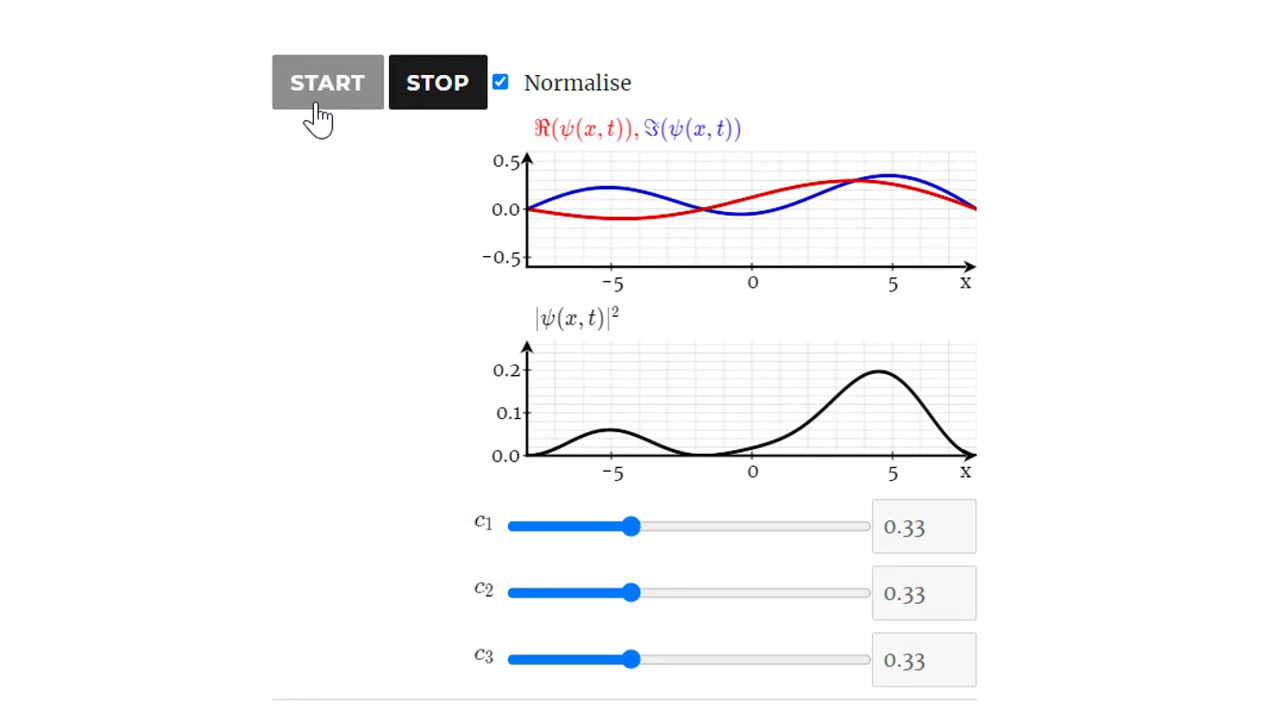 START STOP Normalise
ℜ(ψ(x, t)), ℑ(ψ(x, t))
0.5
0.0
−0.5
−5 0 5 x
|ψ(x, t)|²
0.2
0.1
0.0
−5 0 5 x
c₁ 0.33
c₂ 0.33
c₃ 0.33